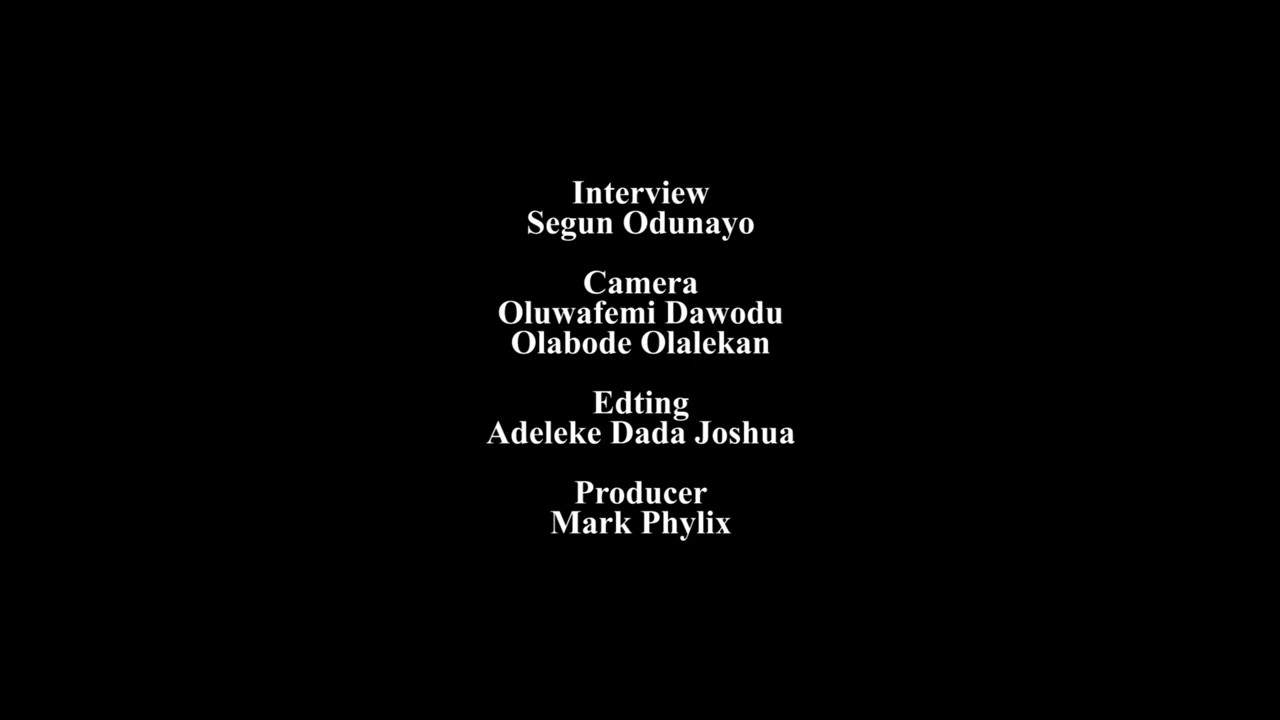 Interview
Segun Odunayo
Camera
Oluwafemi Dawodu
Olabode Olalekan
Edting
Adeleke Dada Joshua
Producer
Mark Phylix